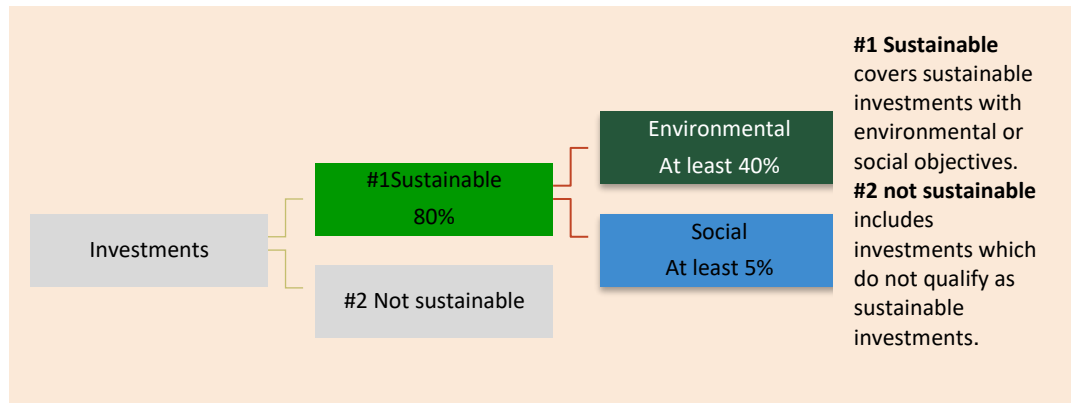 Investments
#1Sustainable
80%
#2 Not sustainable
Environmental
At least 40%
Social
At least 5%
#1 Sustainable
covers sustainable
investments with
environmental or
social objectives.
#2 not sustainable
includes
investments which
do not qualify as
sustainable
investments.